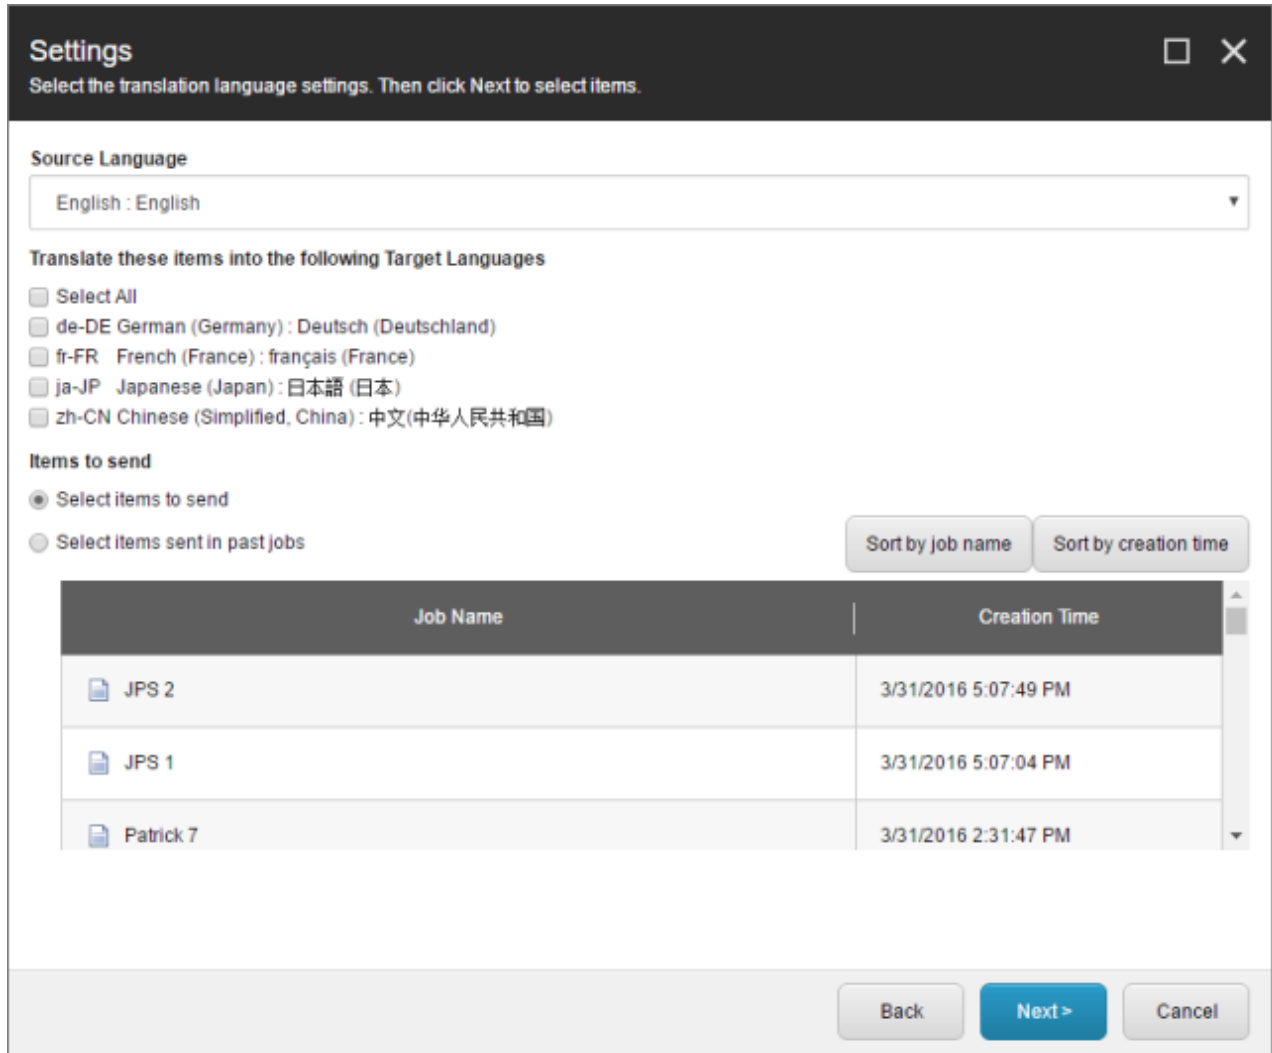 Settings
Select the translation language settings. Then click Next to select items.
Source Language
English : English
Translate these items into the following Target Languages
Select All
de-DE German (Germany) : Deutsch (Deutschland)
fr-FR French (France) : français (France)
ja-JP Japanese (Japan) : 日本語 (日本)
zh-CN Chinese (Simplified, China) : 中文(中华人民共和国)
Items to send
Select items to send
Select items sent in past jobs
Sort by job name Sort by creation time
Job Name Creation Time
JPS 2 3/31/2016 5:07:49 PM
JPS 1 3/31/2016 5:07:04 PM
Patrick 7 3/31/2016 2:31:47 PM
Back Next > Cancel